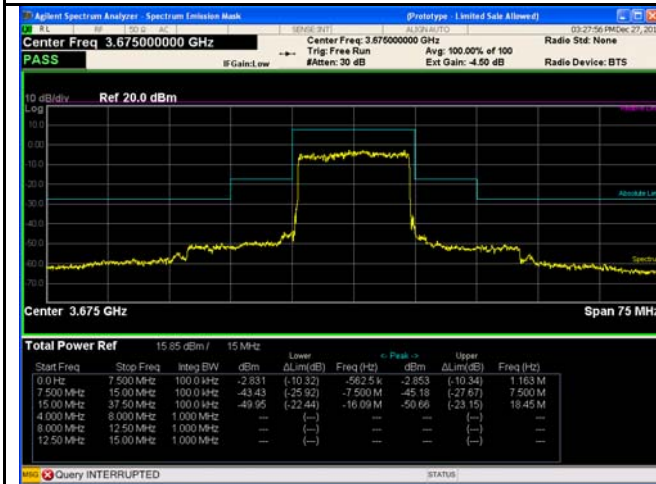 Agilent Spectrum Analyzer - Spectrum Emission Mask (Prototype - Limited Sale Allowed)
RL RF 50 Ω AC SENSE:INT ALIGN AUTO 03:27:56 PM Dec 27, 201
Center Freq 3.675000000 GHz Center Freq: 3.675000000 GHz Radio Std: None
Trig: Free Run Avg: 100.00% of 100
PASS IFGain:Low #Atten: 30 dB Ext Gain: -4.50 dB Radio Device: BTS
10 dB/div Ref 20.0 dBm
Log
10.0
0.00
-10.0
-20.0
Absolute Lim
-30.0
-40.0
-50.0
-60.0 Spectru
-70.0
Center 3.675 GHz Span 75 MHz
Total Power Ref 15.85 dBm / 15 MHz
Lower <- Peak -> Upper
Start Freq Stop Freq Integ BW dBm ΔLim(dB) Freq (Hz) dBm ΔLim(dB) Freq (Hz)
0.0 Hz 7.500 MHz 100.0 kHz -2.831 (-10.32) -562.5 k -2.853 (-10.34) 1.163 M
7.500 MHz 15.00 MHz 100.0 kHz -43.43 (-25.92) -7.500 M -45.18 (-27.67) 7.500 M
15.00 MHz 37.50 MHz 100.0 kHz -49.95 (-22.44) -16.09 M -50.66 (-23.15) 18.45 M
4.000 MHz 8.000 MHz 1.000 MHz --- (---) --- --- (---) ---
8.000 MHz 12.50 MHz 1.000 MHz --- (---) --- --- (---) ---
12.50 MHz 15.00 MHz 1.000 MHz --- (---) --- --- (---) ---
MSG Query INTERRUPTED STATUS